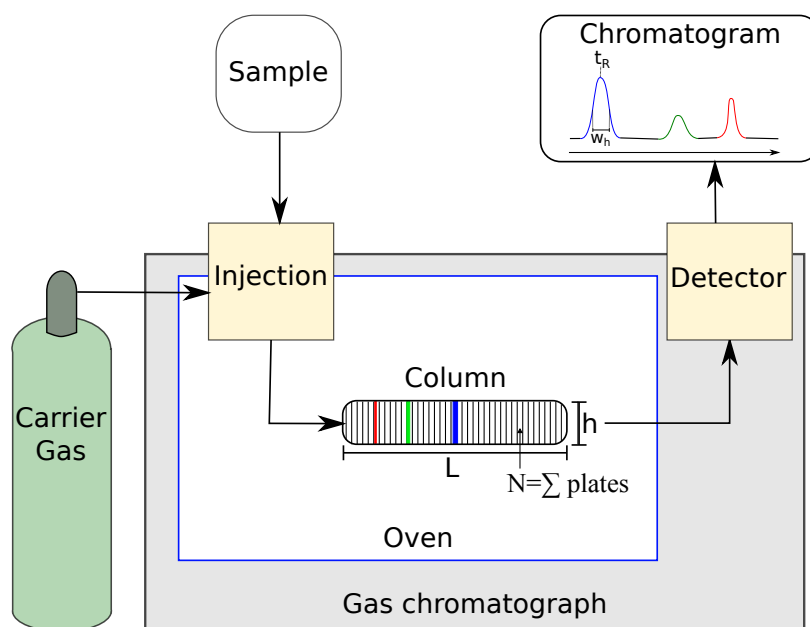 Sample
Chromatogram
t_R
w_h
Injection
Detector
Carrier
Gas
Column
h
L
N=∑ plates
Oven
Gas chromatograph